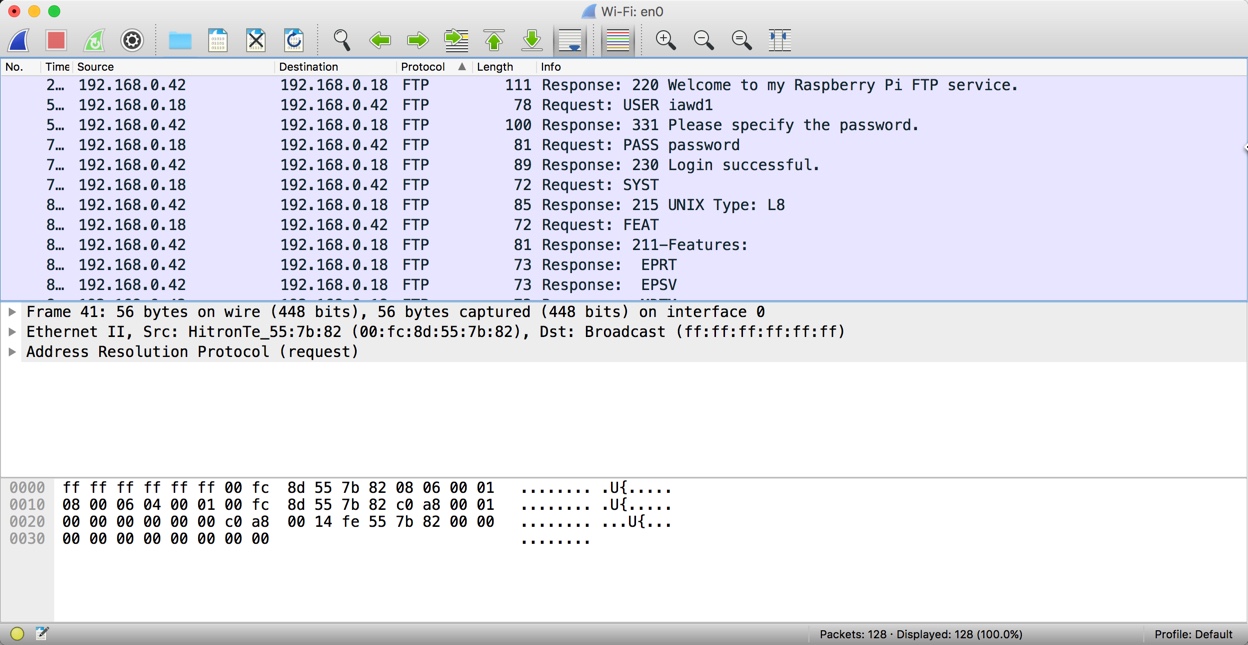 Wi-Fi: en0
No. Time Source Destination Protocol Length Info
2… 192.168.0.42 192.168.0.18 FTP 111 Response: 220 Welcome to my Raspberry Pi FTP service.
5… 192.168.0.18 192.168.0.42 FTP 78 Request: USER iawd1
5… 192.168.0.42 192.168.0.18 FTP 100 Response: 331 Please specify the password.
7… 192.168.0.18 192.168.0.42 FTP 81 Request: PASS password
7… 192.168.0.42 192.168.0.18 FTP 89 Response: 230 Login successful.
7… 192.168.0.18 192.168.0.42 FTP 72 Request: SYST
8… 192.168.0.42 192.168.0.18 FTP 85 Response: 215 UNIX Type: L8
8… 192.168.0.18 192.168.0.42 FTP 72 Request: FEAT
8… 192.168.0.42 192.168.0.18 FTP 81 Response: 211-Features:
8… 192.168.0.42 192.168.0.18 FTP 73 Response: EPRT
8… 192.168.0.42 192.168.0.18 FTP 73 Response: EPSV
Frame 41: 56 bytes on wire (448 bits), 56 bytes captured (448 bits) on interface 0
Ethernet II, Src: HitronTe_55:7b:82 (00:fc:8d:55:7b:82), Dst: Broadcast (ff:ff:ff:ff:ff:ff)
Address Resolution Protocol (request)
0000 ff ff ff ff ff ff 00 fc 8d 55 7b 82 08 06 00 01 ........ .U{.....
0010 08 00 06 04 00 01 00 fc 8d 55 7b 82 c0 a8 00 01 ........ .U{.....
0020 00 00 00 00 00 00 c0 a8 00 14 fe 55 7b 82 00 00 ........ ...U{...
0030 00 00 00 00 00 00 00 00 ........
Packets: 128 · Displayed: 128 (100.0%) Profile: Default